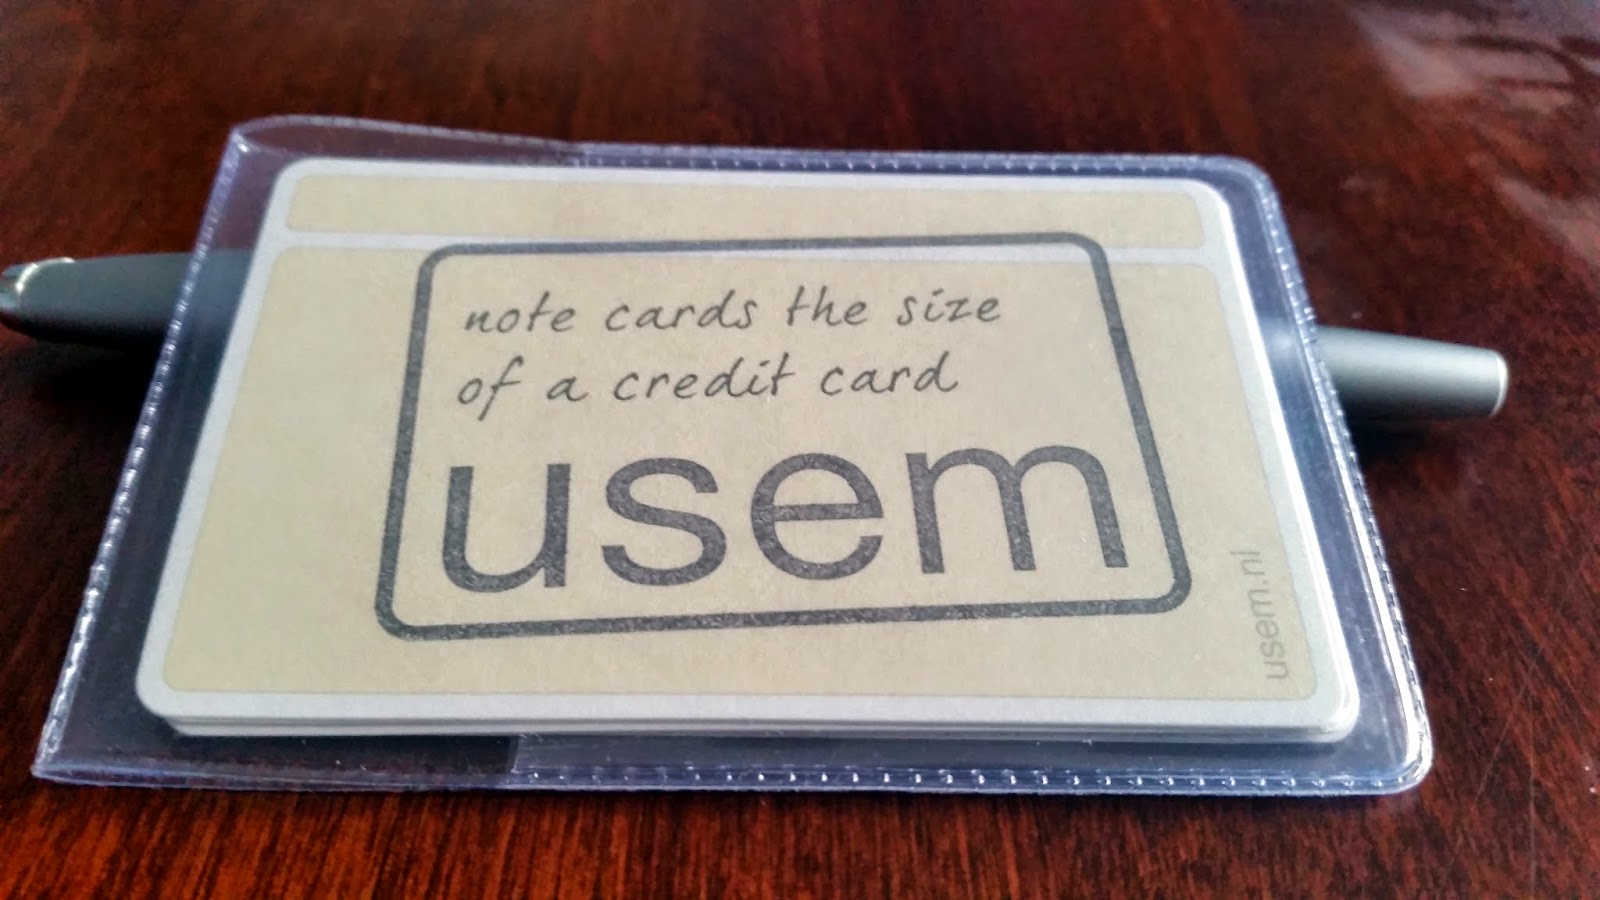 note cards the size
of a credit card
usem
usem.nl